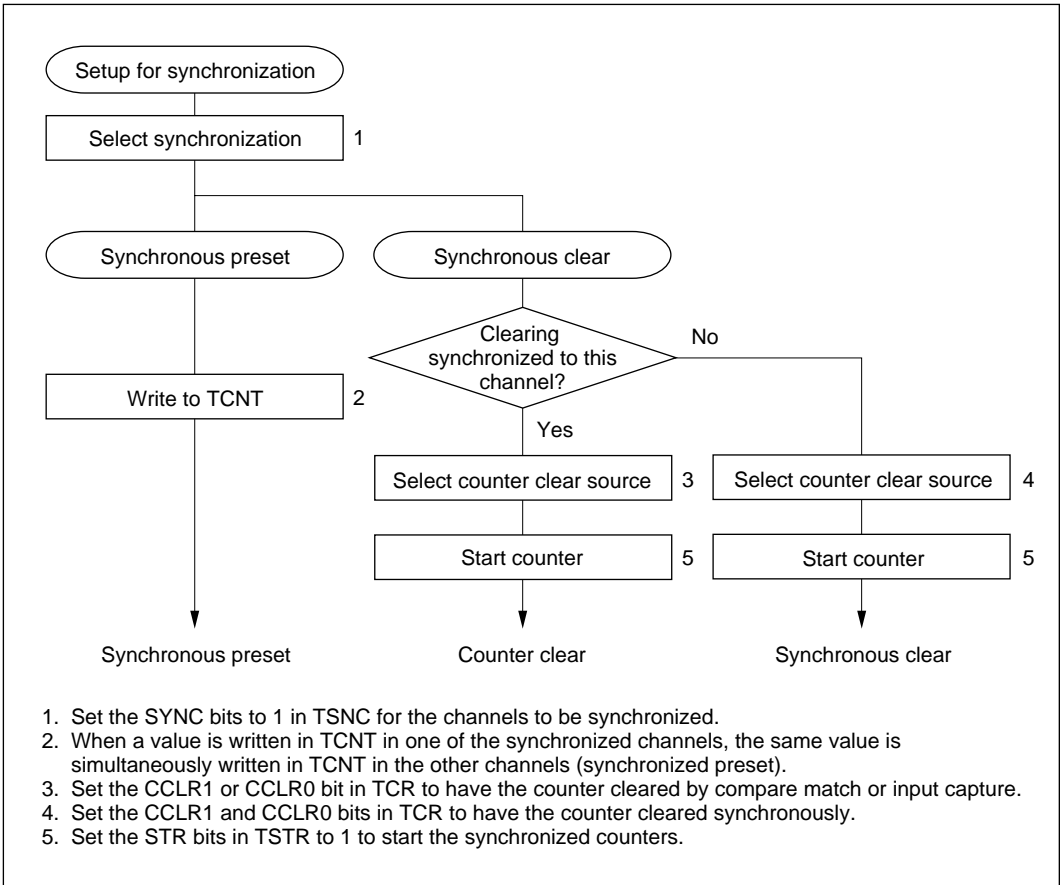 Setup for synchronization
Select synchronization 1
Synchronous preset
Synchronous clear
Clearing
synchronized to this
channel?
No
Write to TCNT 2
Yes
Select counter clear source 3
Select counter clear source 4
Start counter 5
Start counter 5
Synchronous preset
Counter clear
Synchronous clear
1. Set the SYNC bits to 1 in TSNC for the channels to be synchronized.
2. When a value is written in TCNT in one of the synchronized channels, the same value is
simultaneously written in TCNT in the other channels (synchronized preset).
3. Set the CCLR1 or CCLR0 bit in TCR to have the counter cleared by compare match or input capture.
4. Set the CCLR1 and CCLR0 bits in TCR to have the counter cleared synchronously.
5. Set the STR bits in TSTR to 1 to start the synchronized counters.